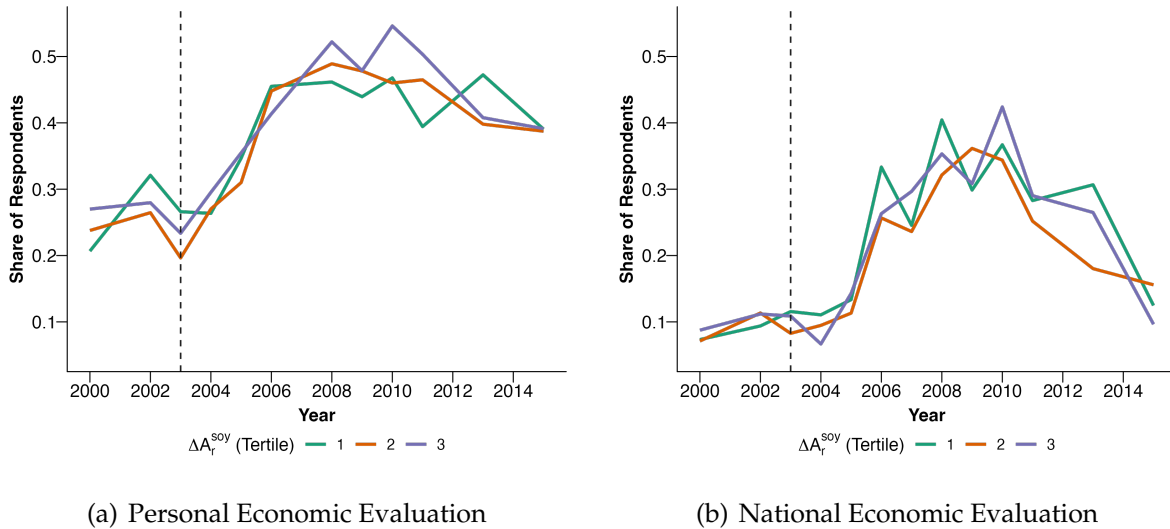 0.5
0.4
0.3
0.2
0.1
Share of Respondents
2000 2002 2004 2006 2008 2010 2012 2014
Year
ΔA_r^soy (Tertile) 1 2 3
(a) Personal Economic Evaluation
0.5
0.4
0.3
0.2
0.1
Share of Respondents
2000 2002 2004 2006 2008 2010 2012 2014
Year
ΔA_r^soy (Tertile) 1 2 3
(b) National Economic Evaluation